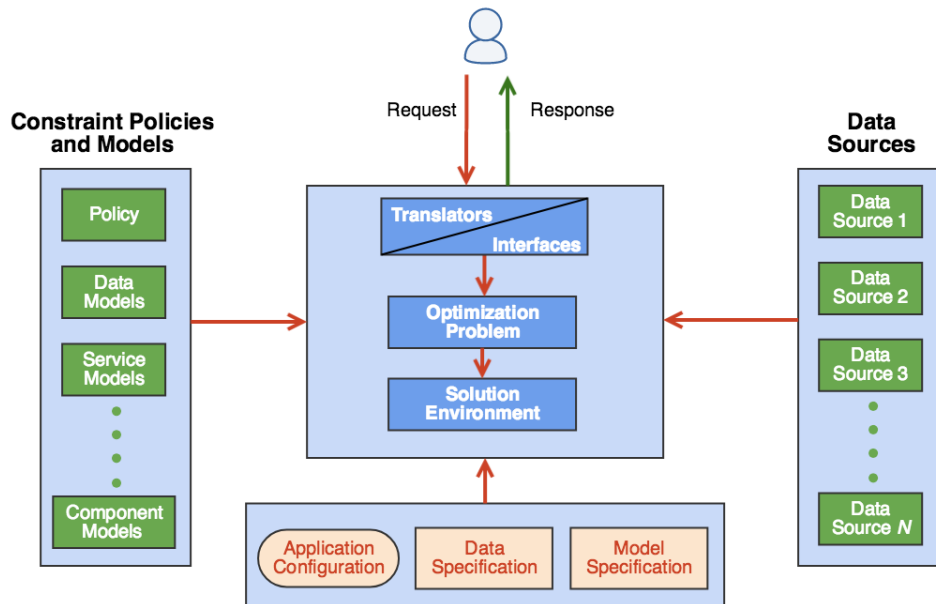 Request
Response
Constraint Policies
and Models
Data
Sources
Policy
Data
Models
Service
Models
Component
Models
Translators
Interfaces
Optimization
Problem
Solution
Environment
Data
Source 1
Data
Source 2
Data
Source 3
Data
Source N
Application
Configuration
Data
Specification
Model
Specification